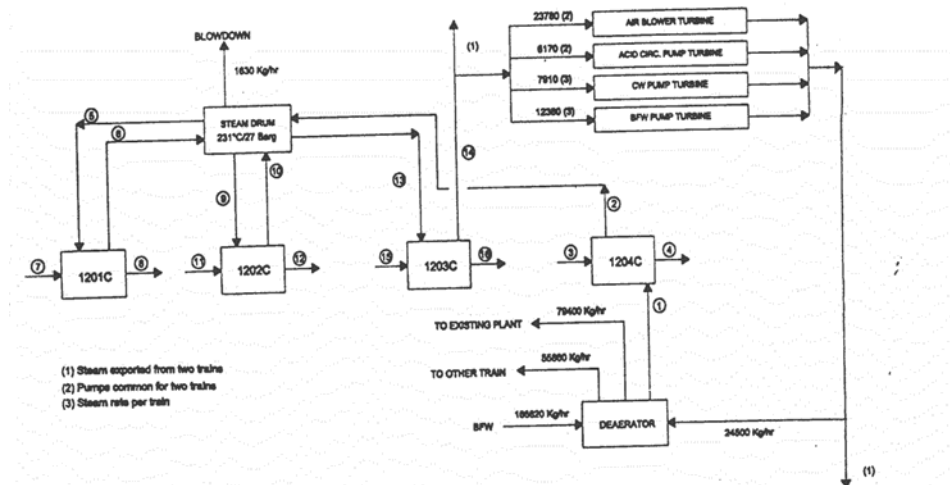 BLOWDOWN
1630 Kg/hr
STEAM DRUM
231°C/27 Barg
(1)
23780 (2)
AIR BLOWER TURBINE
6170 (2)
ACID CIRC. PUMP TURBINE
7910 (3)
CW PUMP TURBINE
12380 (3)
BFW PUMP TURBINE
5
6
9
10
13
14
2
7
1201C
8
11
1202C
12
15
1203C
16
3
1204C
4
1
79400 Kg/hr
TO EXISTING PLANT
55860 Kg/hr
TO OTHER TRAIN
BFW
DEAERATOR
24500 Kg/hr
(1)
(1) Steam exported from two trains
(2) Pumps common for two trains
(3) Steam rate per train